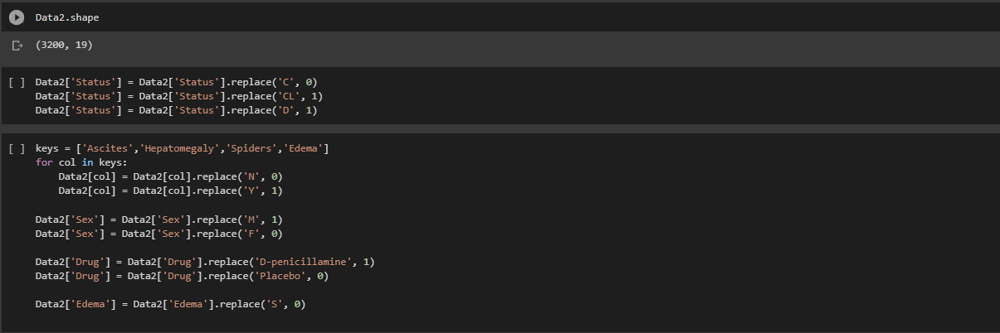 Data2.shape
(3200, 19)
[ ] Data2['Status'] = Data2['Status'].replace('C', 0)
Data2['Status'] = Data2['Status'].replace('CL', 1)
Data2['Status'] = Data2['Status'].replace('D', 1)
[ ] keys = ['Ascites','Hepatomegaly','Spiders','Edema']
for col in keys:
    Data2[col] = Data2[col].replace('N', 0)
    Data2[col] = Data2[col].replace('Y', 1)
Data2['Sex'] = Data2['Sex'].replace('M', 1)
Data2['Sex'] = Data2['Sex'].replace('F', 0)
Data2['Drug'] = Data2['Drug'].replace('D-penicillamine', 1)
Data2['Drug'] = Data2['Drug'].replace('Placebo', 0)
Data2['Edema'] = Data2['Edema'].replace('S', 0)